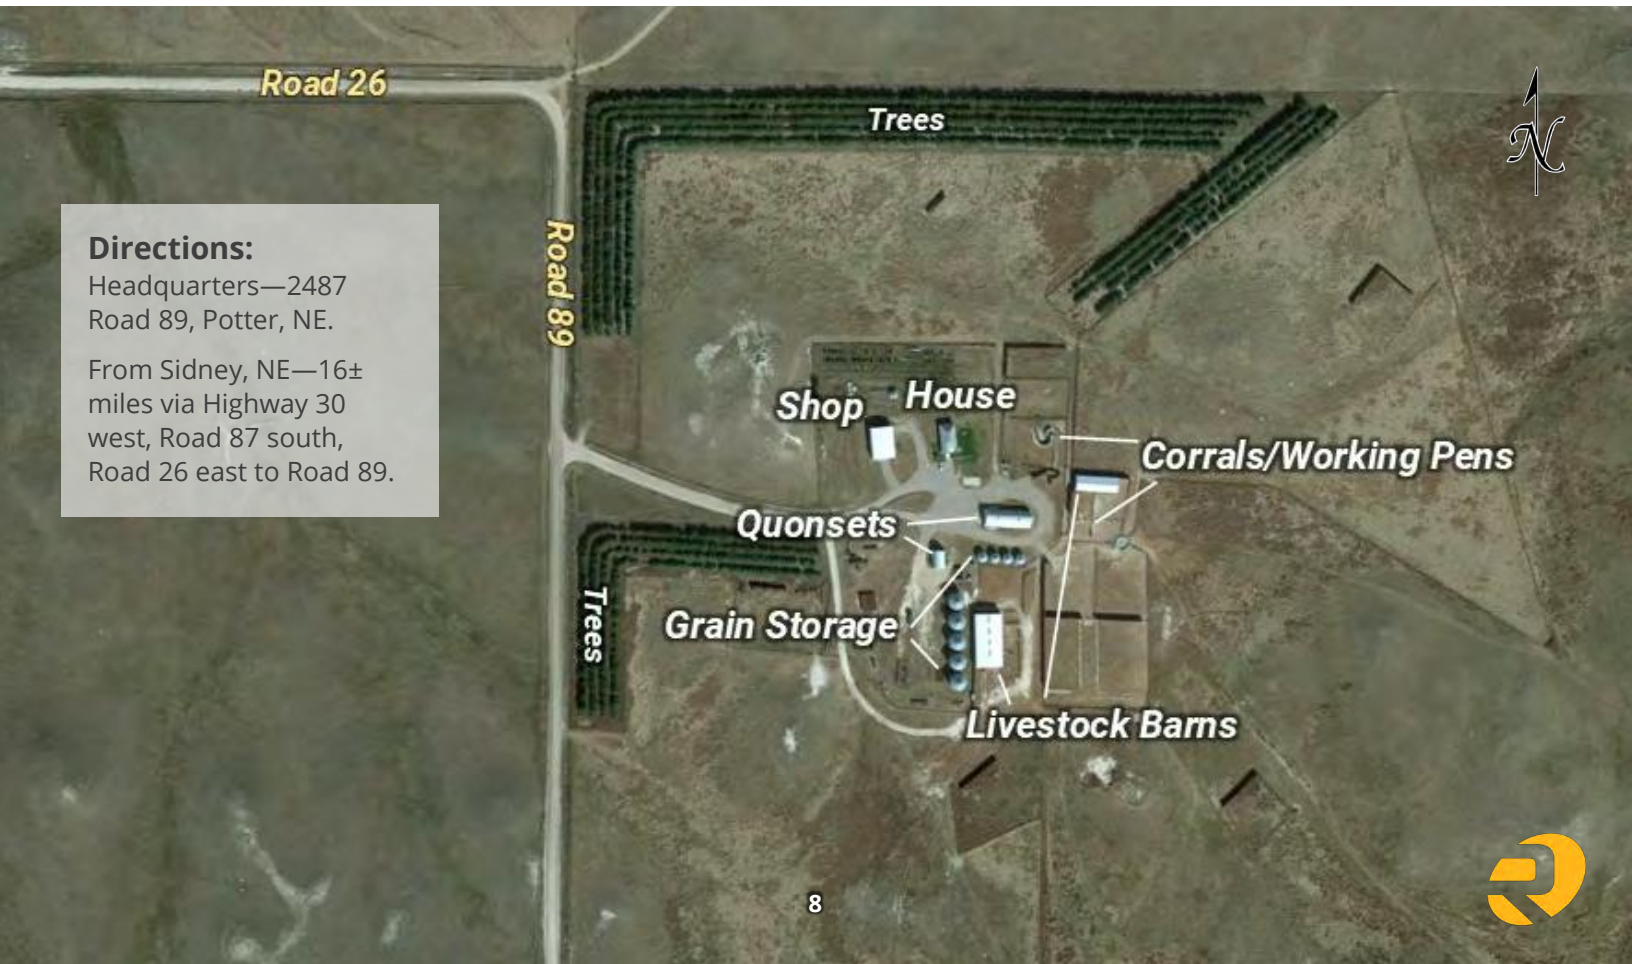 Road 26
Trees
N
Road 89
Directions:
Headquarters—2487
Road 89, Potter, NE.
From Sidney, NE—16±
miles via Highway 30
west, Road 87 south,
Road 26 east to Road 89.
Shop
House
Corrals/Working Pens
Quonsets
Trees
Grain Storage
Livestock Barns
8